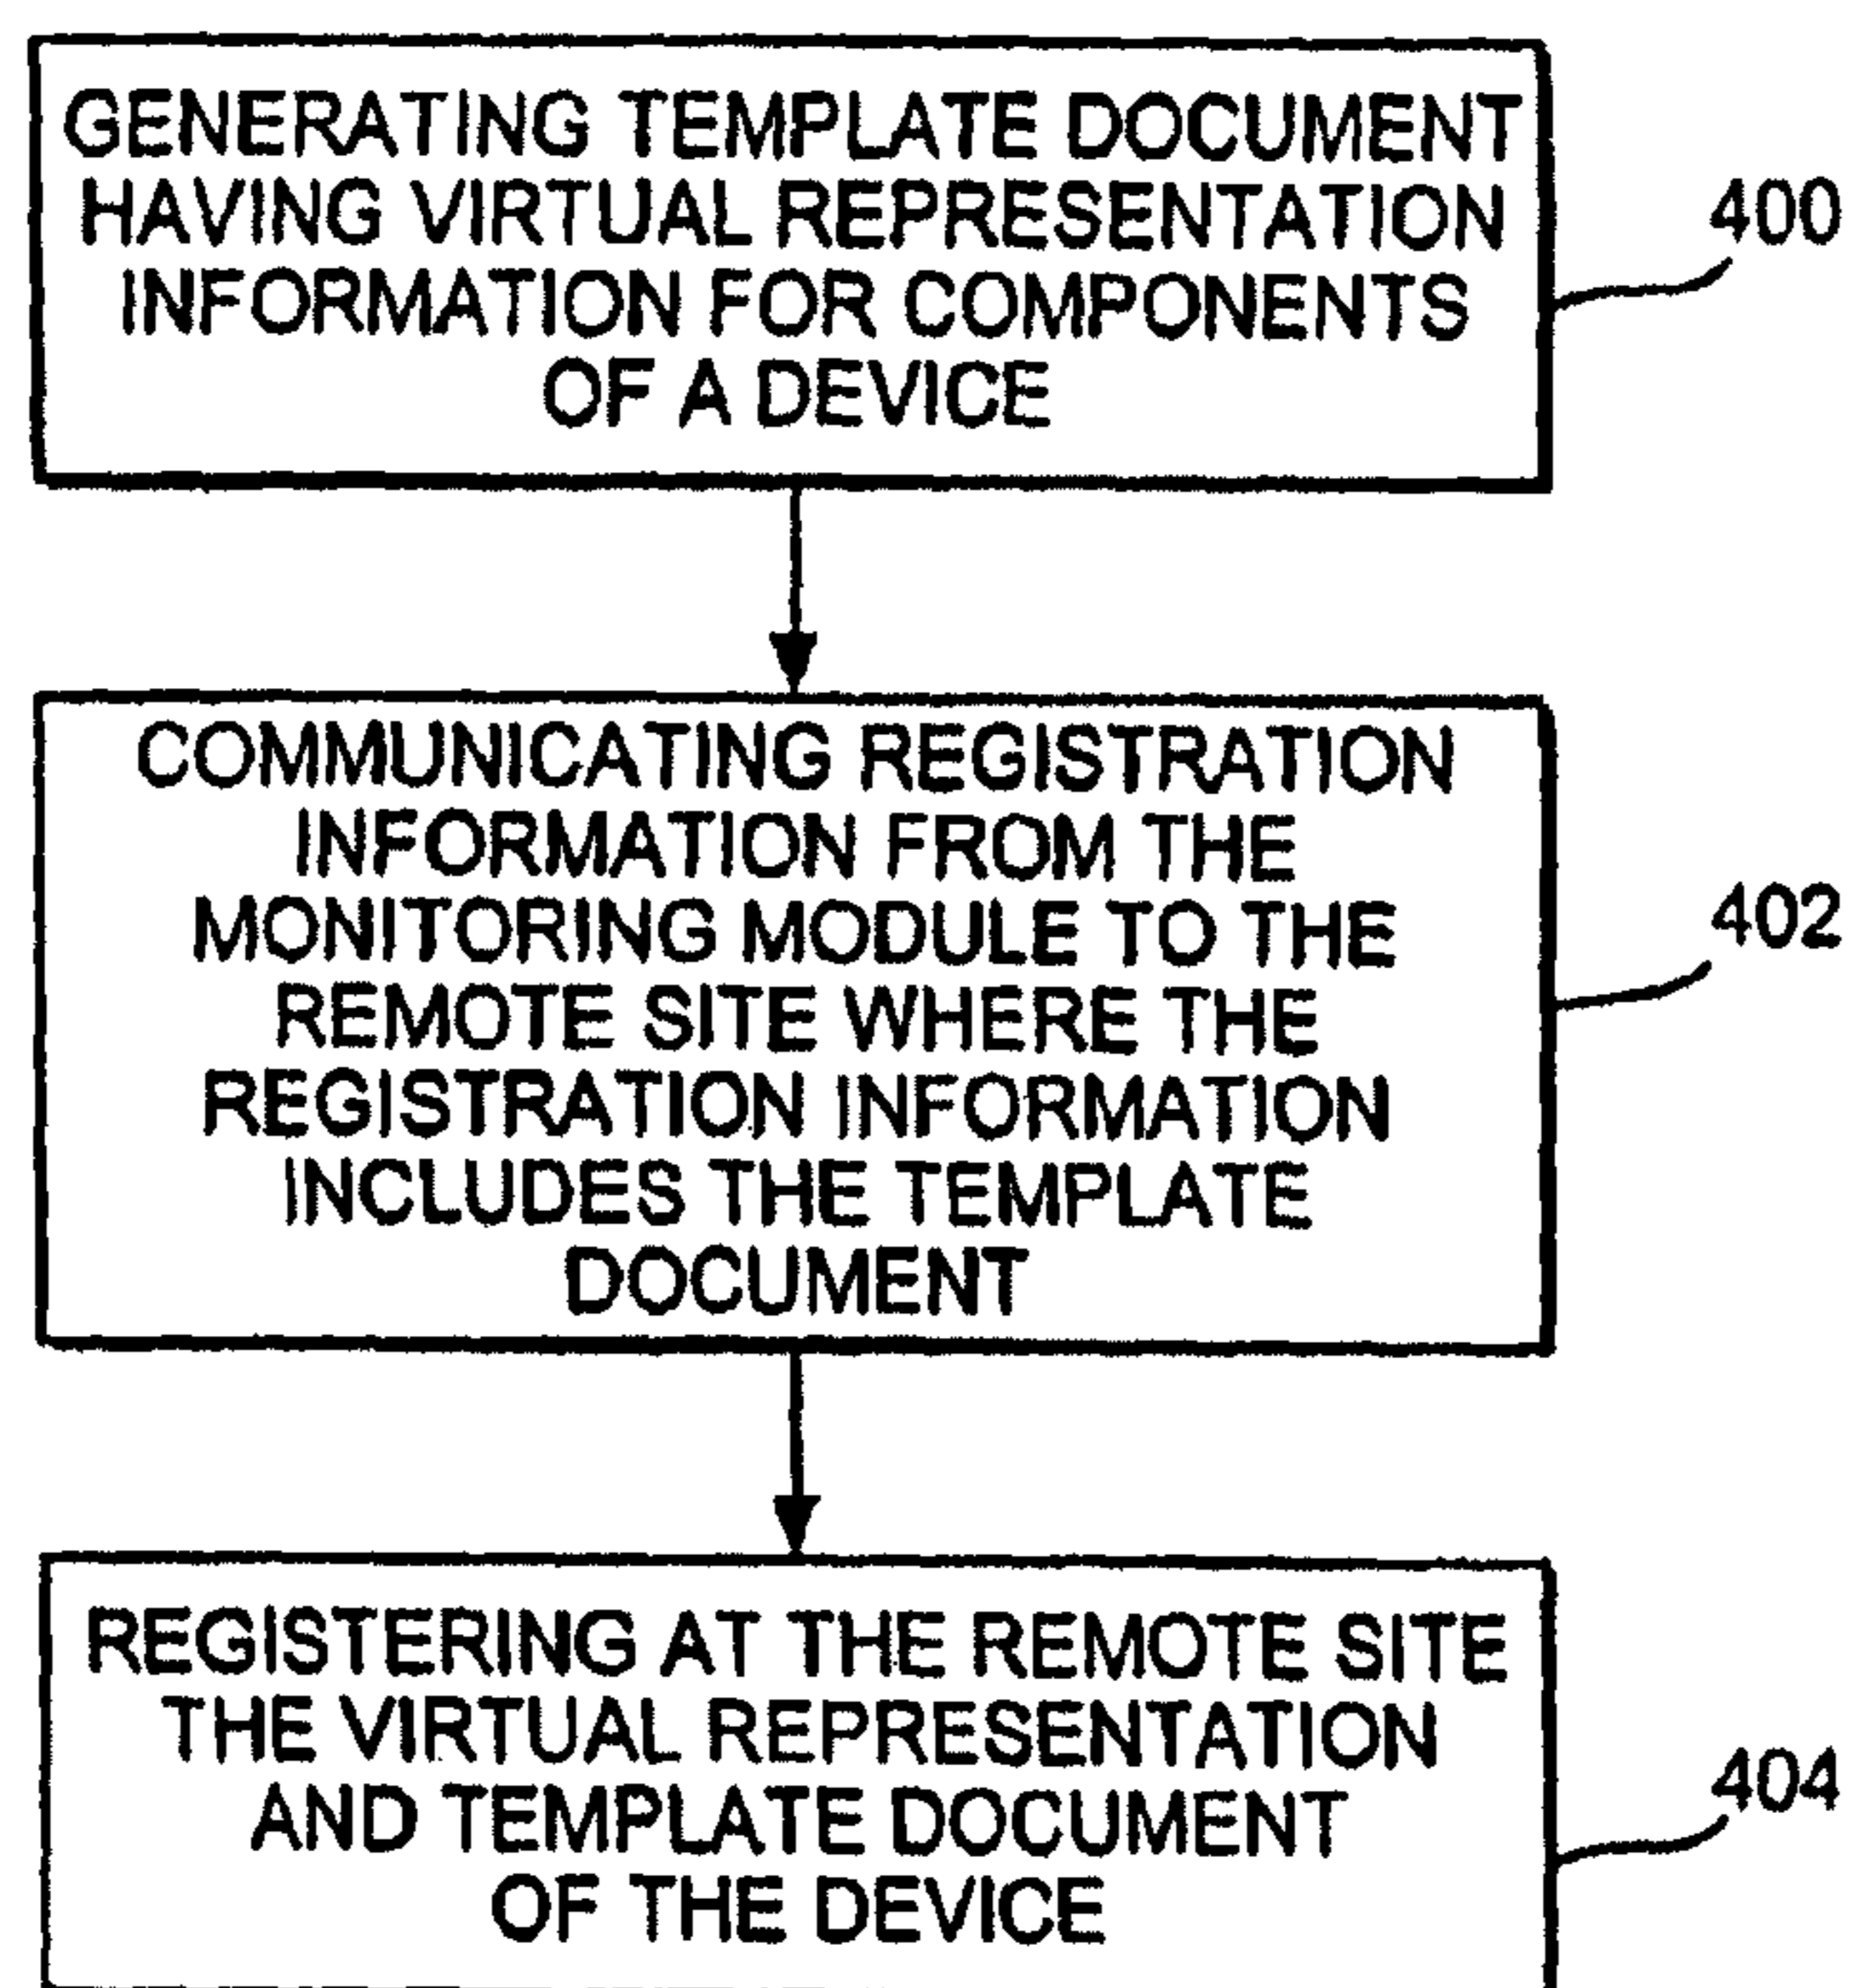 GENERATING TEMPLATE DOCUMENT
HAVING VIRTUAL REPRESENTATION
INFORMATION FOR COMPONENTS
OF A DEVICE
400
COMMUNICATING REGISTRATION
INFORMATION FROM THE
MONITORING MODULE TO THE
REMOTE SITE WHERE THE
REGISTRATION INFORMATION
INCLUDES THE TEMPLATE
DOCUMENT
402
REGISTERING AT THE REMOTE SITE
THE VIRTUAL REPRESENTATION
AND TEMPLATE DOCUMENT
OF THE DEVICE
404